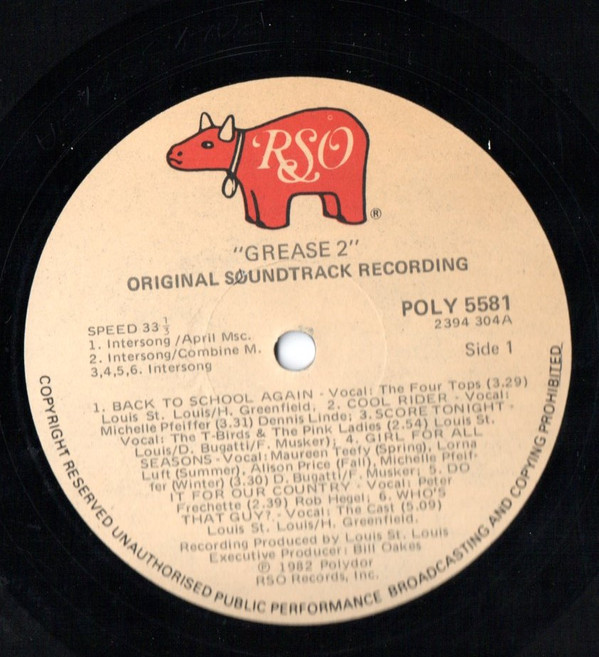 RSO
®
"GREASE 2"
ORIGINAL SOUNDTRACK RECORDING
SPEED 33 1/3
1. Intersong /April Msc.
2. Intersong/Combine M.
3,4,5,6. Intersong
POLY 5581
2394 304A
Side 1
1. BACK TO SCHOOL AGAIN - Vocal: The Four Tops (3.29)
Louis St. Louis/H. Greenfield. 2. COOL RIDER - Vocal:
Michelle Pfeiffer (3.31) Dennis Linde; 3. SCORE TONIGHT -
Vocal: The T-Birds & The Pink Ladies (2.54) Louis St.
Louis/D. Bugatti/F. Musker); 4. GIRL FOR ALL
SEASONS - Vocal: Maureen Teefy (Spring), Lorna
Luft (Summer), Alison Price (Fall), Michelle Pfeif-
fer (Winter) (3.30) D. Bugatti/F. Musker; 5. DO
IT FOR OUR COUNTRY - Vocal: Peter
Frechette (2.39) Rob Hegel; 6. WHO'S
THAT GUY? - Vocal: The Cast (5.09)
Louis St. Louis/H. Greenfield.
Recording Produced by Louis St. Louis
Executive Producer: Bill Oakes
℗ 1982 Polydor
RSO Records, Inc.
COPYRIGHT RESERVED UNAUTHORISED PUBLIC PERFORMANCE BROADCASTING AND COPYING PROHIBITED